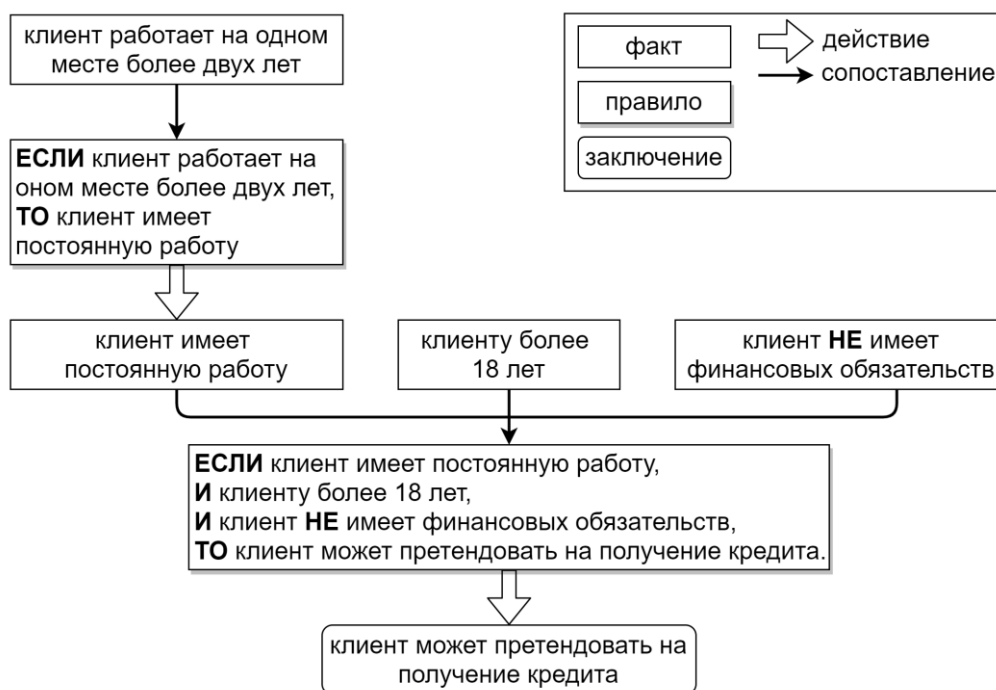 клиент работает на одном
месте более двух лет
ЕСЛИ клиент работает на
оном месте более двух лет,
ТО клиент имеет
постоянную работу
факт
правило
заключение
действие
сопоставление
клиент имеет
постоянную работу
клиенту более
18 лет
клиент НЕ имеет
финансовых обязательств
ЕСЛИ клиент имеет постоянную работу,
И клиенту более 18 лет,
И клиент НЕ имеет финансовых обязательств,
ТО клиент может претендовать на получение кредита.
клиент может претендовать на
получение кредита